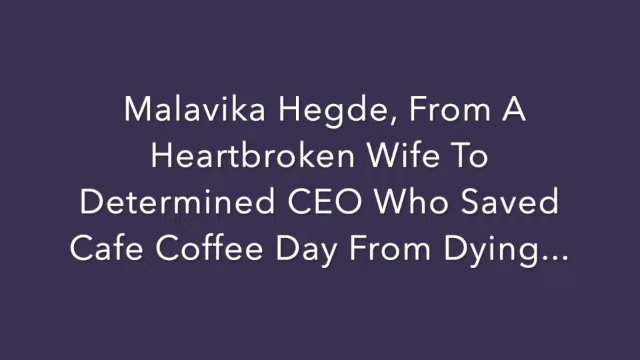 Malavika Hegde, From A
Heartbroken Wife To
Determined CEO Who Saved
Cafe Coffee Day From Dying...